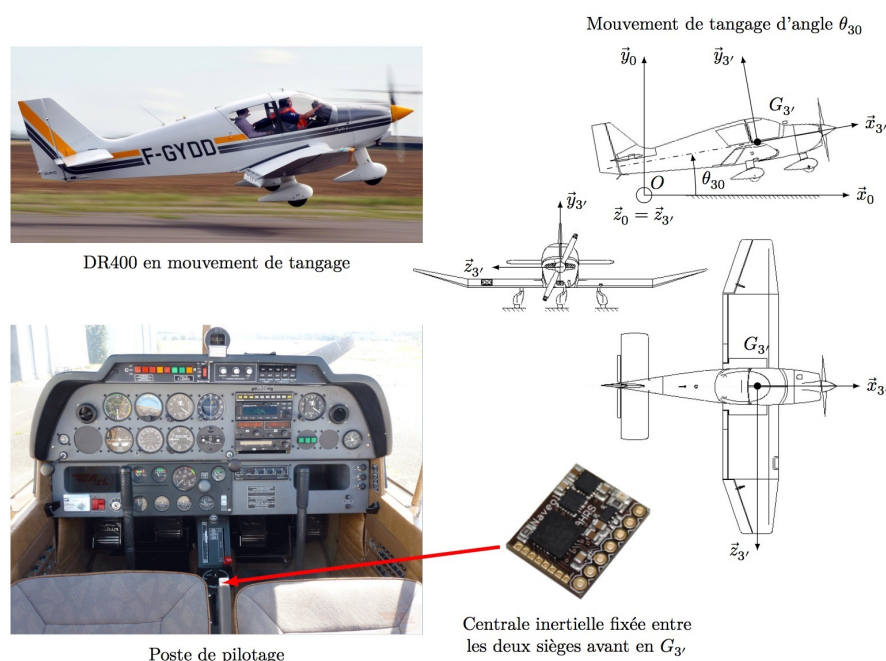 Mouvement de tangage d'angle θ₃₀
y⃗₀
y⃗₃′
G₃′
x⃗₃′
F-GYDD
θ₃₀
O
x⃗₀
z⃗₀ = z⃗₃′
y⃗₃′
z⃗₃′
DR400 en mouvement de tangage
G₃′
x⃗₃′
z⃗₃′
Centrale inertielle fixée entre
les deux sièges avant en G₃′
Poste de pilotage